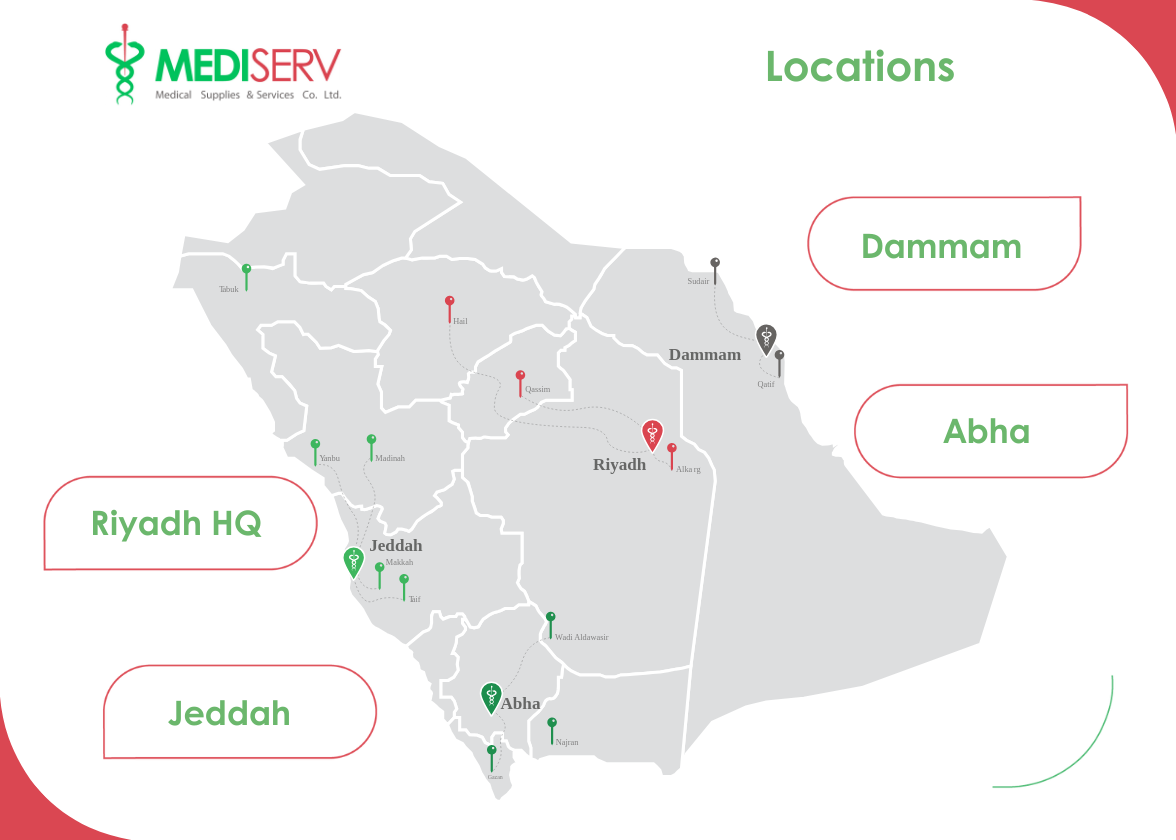 MEDISERV
Medical Supplies & Services Co. Ltd.
Locations
Dammam
Abha
Riyadh HQ
Jeddah
Tabuk
Hail
Qassim
Sudair
Dammam
Qatif
Riyadh
Alkarg
Yanbu
Madinah
Jeddah
Makkah
Taif
Wadi Aldawasir
Abha
Najran